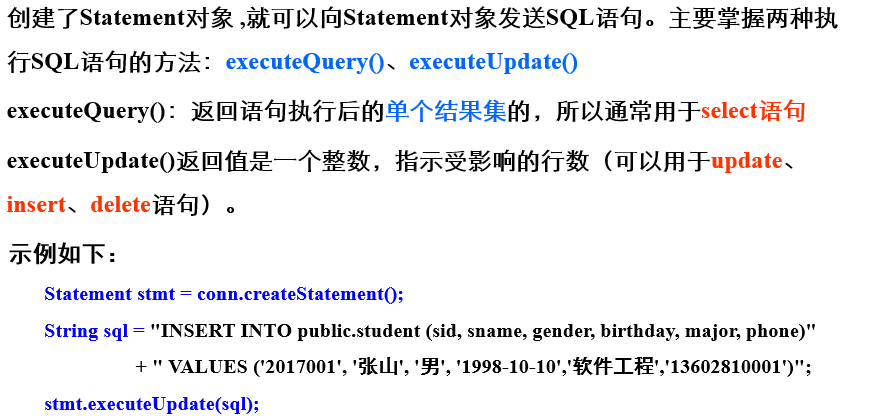 创建了Statement对象 ,就可以向Statement对象发送SQL语句。主要掌握两种执
行SQL语句的方法：executeQuery()、executeUpdate()
executeQuery()：返回语句执行后的单个结果集的，所以通常用于select语句
executeUpdate()返回值是一个整数，指示受影响的行数（可以用于update、
insert、delete语句）。
示例如下：
Statement stmt = conn.createStatement();
String sql = "INSERT INTO public.student (sid, sname, gender, birthday, major, phone)"
+ " VALUES ('2017001', '张山', '男', '1998-10-10','软件工程','13602810001')";
stmt.executeUpdate(sql);